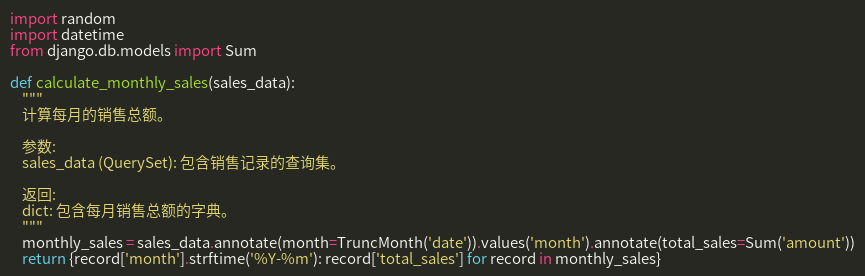 import random
import datetime
from django.db.models import Sum

def calculate_monthly_sales(sales_data):
    """
    计算每月的销售总额。

    参数:
    sales_data (QuerySet): 包含销售记录的查询集。

    返回:
    dict: 包含每月销售总额的字典。
    """
    monthly_sales = sales_data.annotate(month=TruncMonth('date')).values('month').annotate(total_sales=Sum('amount'))
    return {record['month'].strftime('%Y-%m'): record['total_sales'] for record in monthly_sales}